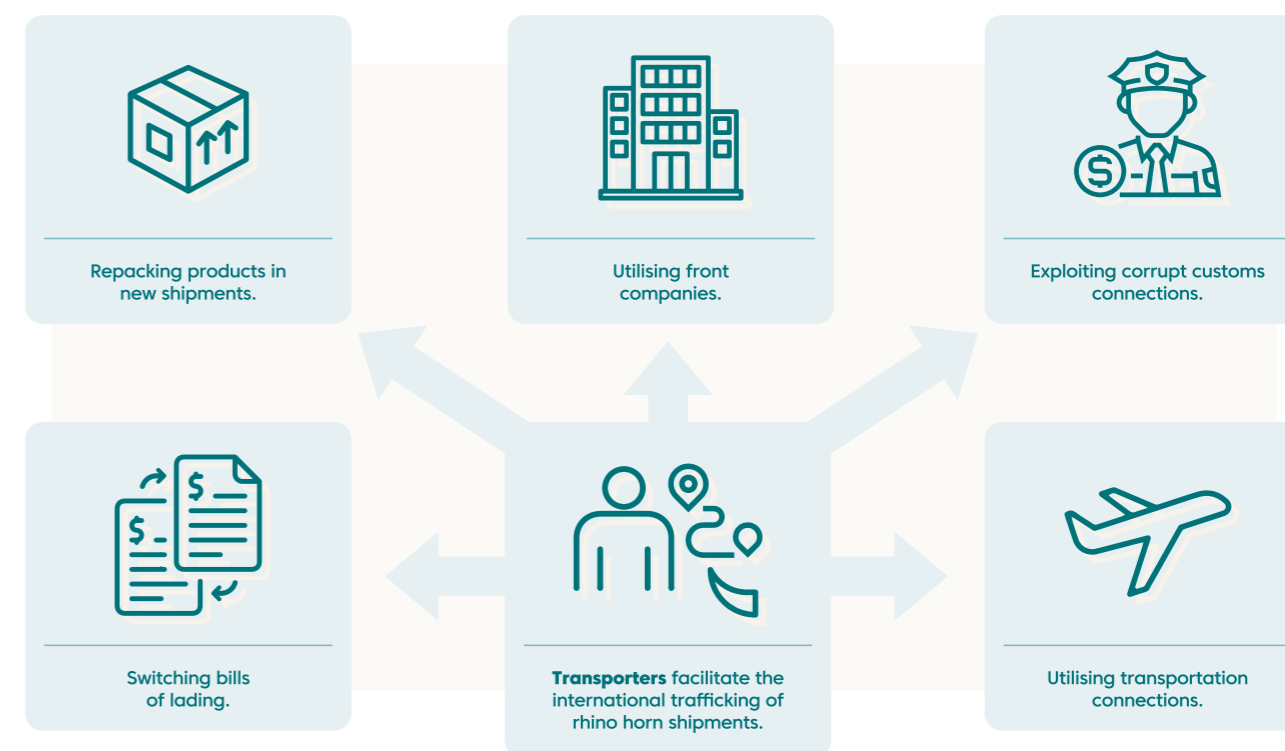 Repacking products in
new shipments.
Utilising front
companies.
$
Exploiting corrupt customs
connections.
$
$
Switching bills
of lading.
Transporters facilitate the
international trafficking of
rhino horn shipments.
Utilising transportation
connections.